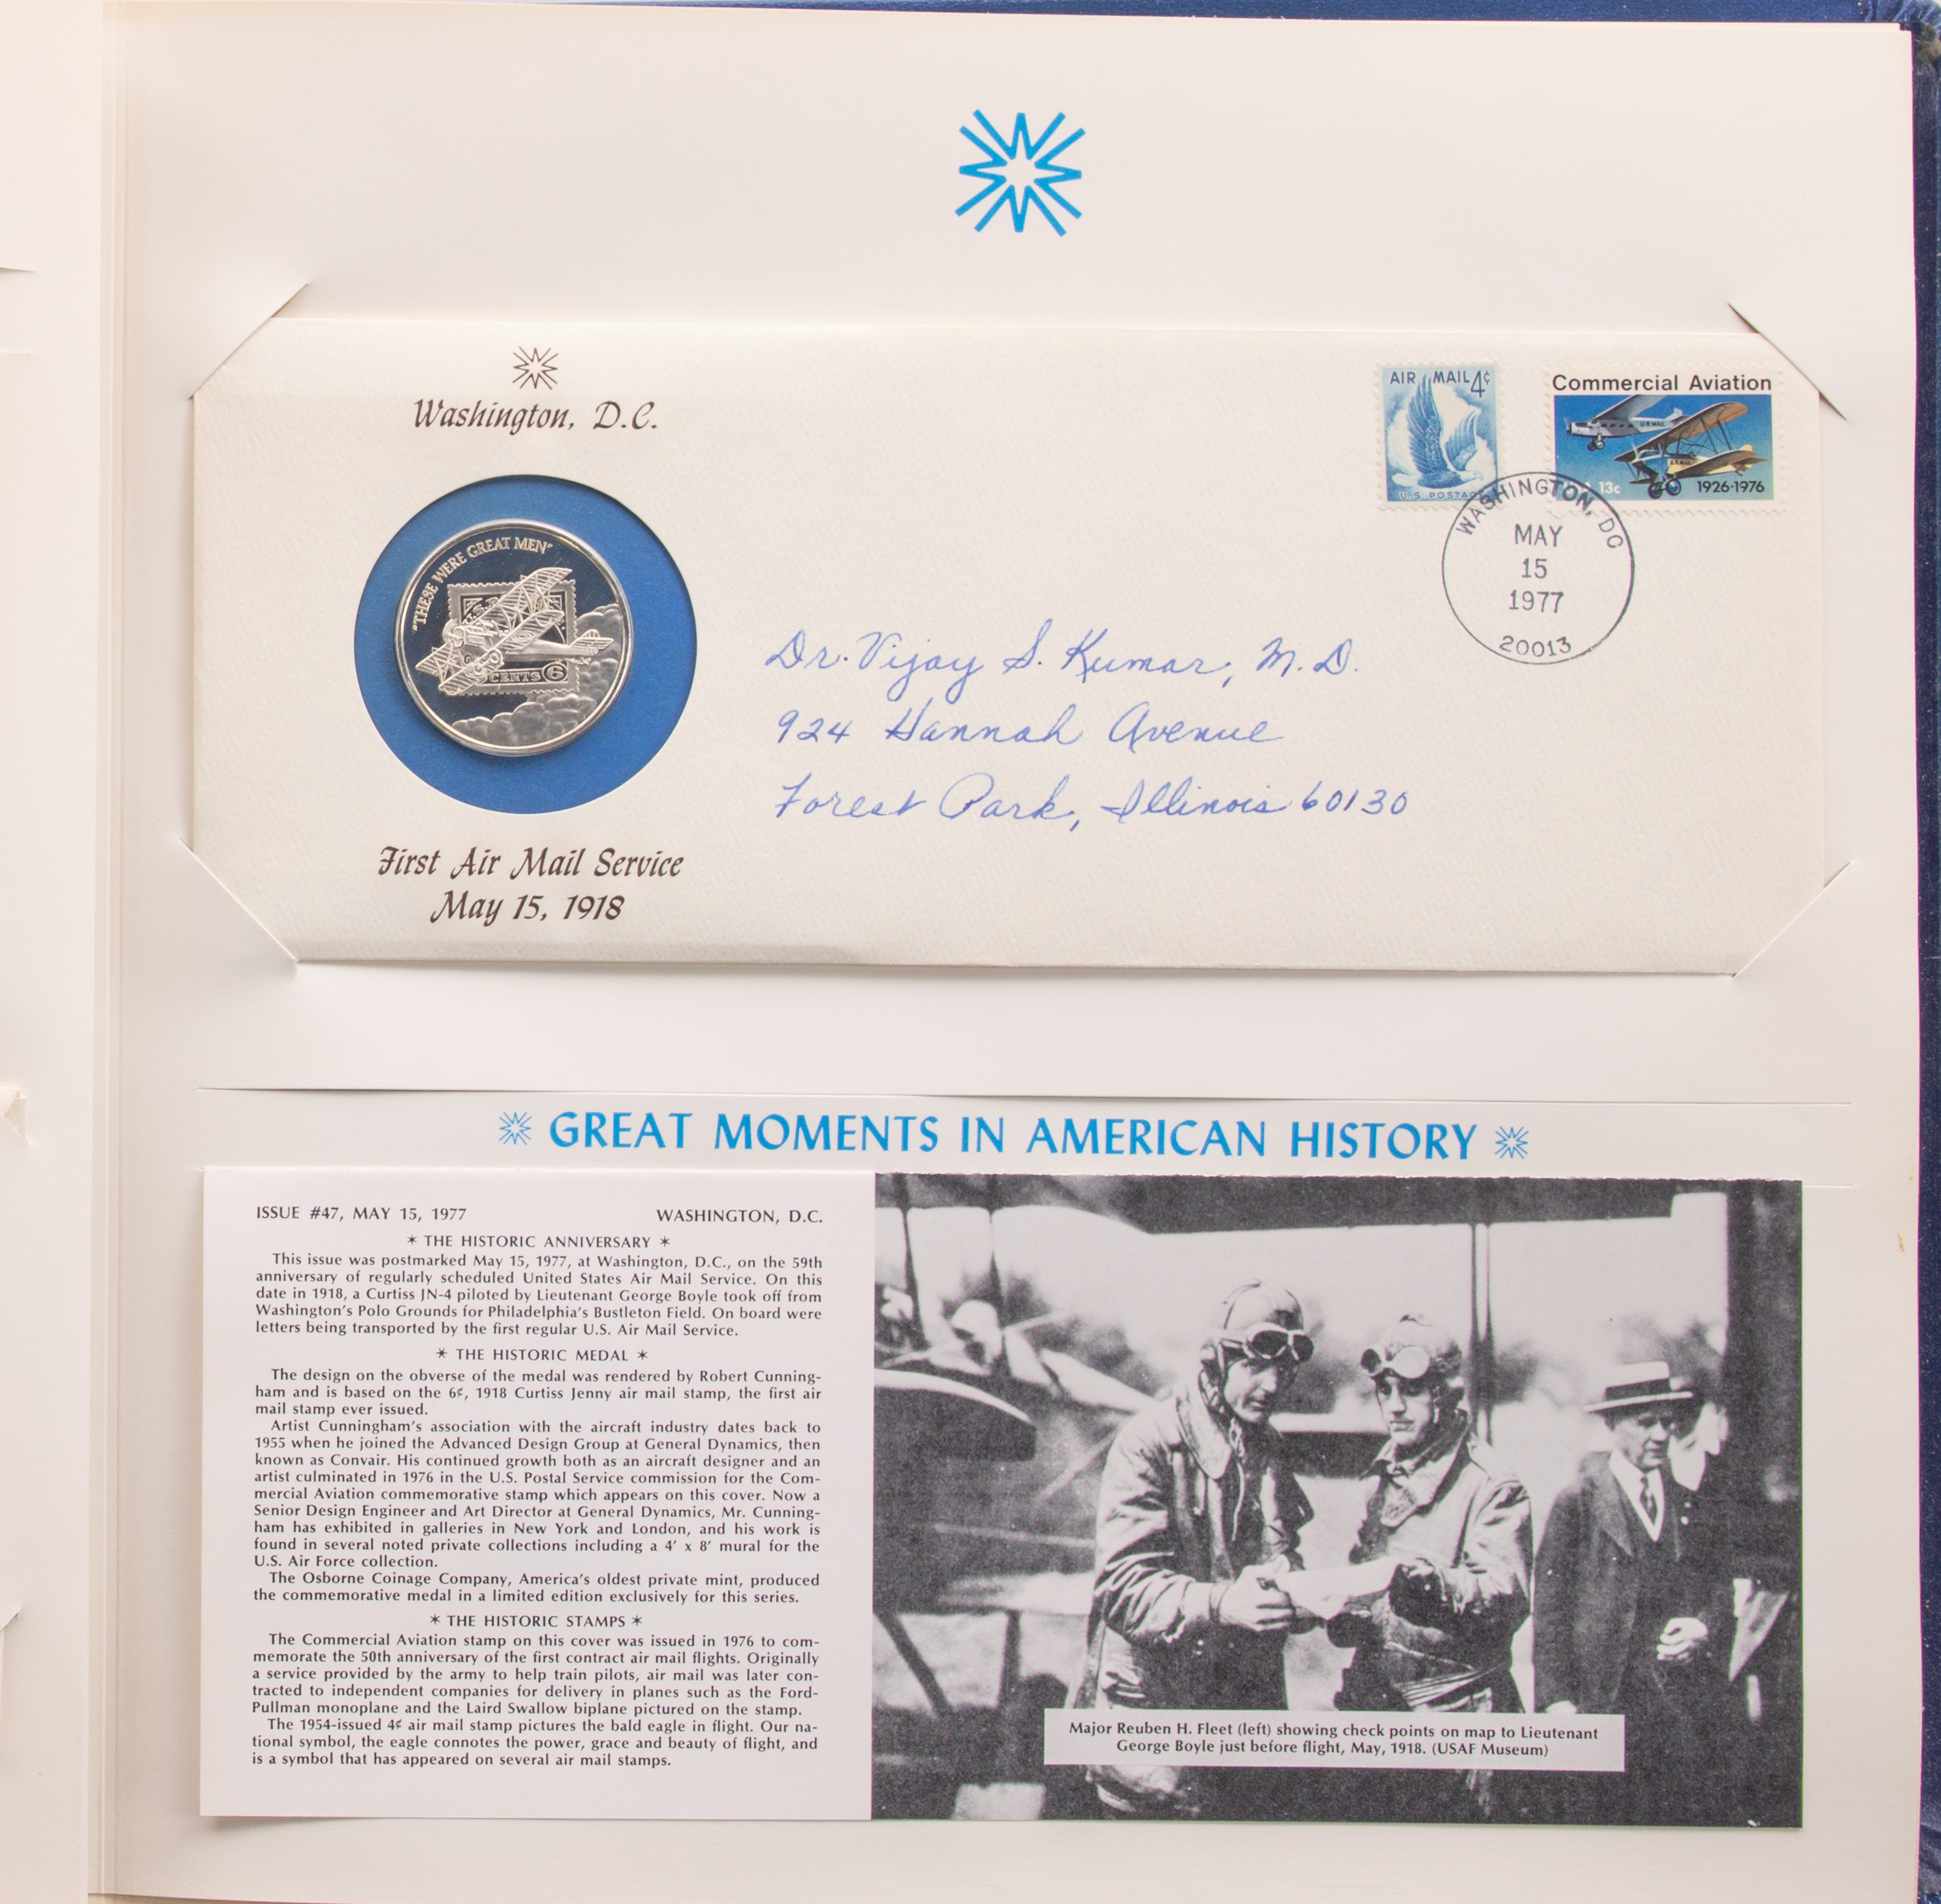 Washington, D.C.
"THESE WERE GREAT MEN"
CENTS 6
First Air Mail Service
May 15, 1918
AIR MAIL 4¢
U.S. POSTAGE
Commercial Aviation
U.S. MAIL
U.S. MAIL
13c
1926·1976
WASHINGTON, DC
MAY
15
1977
20013
Dr. Vijay S. Kumar, M.D.
924 Hannah Avenue
Forest Park, Illinois 60130
GREAT MOMENTS IN AMERICAN HISTORY
ISSUE #47, MAY 15, 1977 WASHINGTON, D.C.
✶ THE HISTORIC ANNIVERSARY ✶
This issue was postmarked May 15, 1977, at Washington, D.C., on the 59th
anniversary of regularly scheduled United States Air Mail Service. On this
date in 1918, a Curtiss JN-4 piloted by Lieutenant George Boyle took off from
Washington's Polo Grounds for Philadelphia's Bustleton Field. On board were
letters being transported by the first regular U.S. Air Mail Service.
✶ THE HISTORIC MEDAL ✶
The design on the obverse of the medal was rendered by Robert Cunning-
ham and is based on the 6¢, 1918 Curtiss Jenny air mail stamp, the first air
mail stamp ever issued.
Artist Cunningham's association with the aircraft industry dates back to
1955 when he joined the Advanced Design Group at General Dynamics, then
known as Convair. His continued growth both as an aircraft designer and an
artist culminated in 1976 in the U.S. Postal Service commission for the Com-
mercial Aviation commemorative stamp which appears on this cover. Now a
Senior Design Engineer and Art Director at General Dynamics, Mr. Cunning-
ham has exhibited in galleries in New York and London, and his work is
found in several noted private collections including a 4' x 8' mural for the
U.S. Air Force collection.
The Osborne Coinage Company, America's oldest private mint, produced
the commemorative medal in a limited edition exclusively for this series.
✶ THE HISTORIC STAMPS ✶
The Commercial Aviation stamp on this cover was issued in 1976 to com-
memorate the 50th anniversary of the first contract air mail flights. Originally
a service provided by the army to help train pilots, air mail was later con-
tracted to independent companies for delivery in planes such as the Ford-
Pullman monoplane and the Laird Swallow biplane pictured on the stamp.
The 1954-issued 4¢ air mail stamp pictures the bald eagle in flight. Our na-
tional symbol, the eagle connotes the power, grace and beauty of flight, and
is a symbol that has appeared on several air mail stamps.
Major Reuben H. Fleet (left) showing check points on map to Lieutenant
George Boyle just before flight, May, 1918. (USAF Museum)